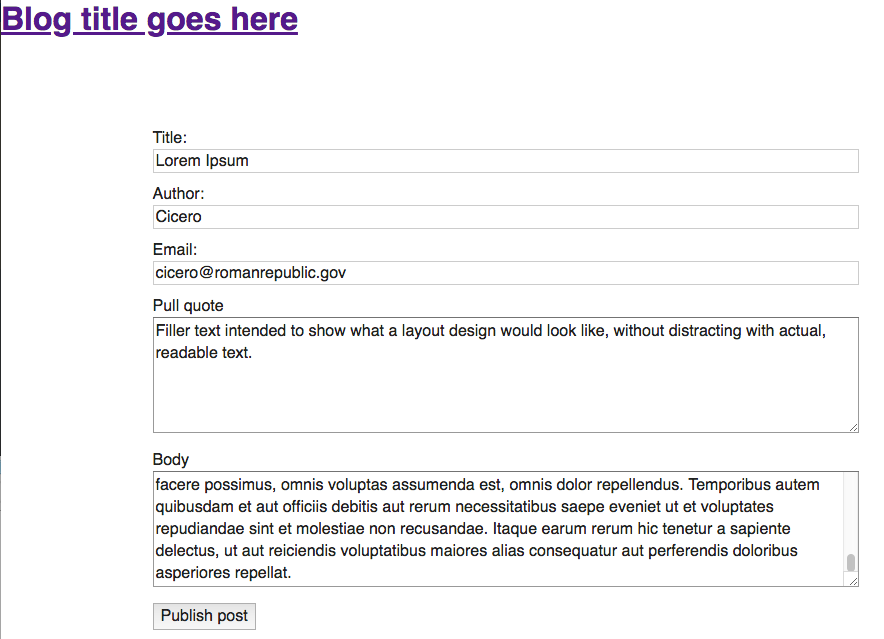 Blog title goes here
Title:
Lorem Ipsum
Author:
Cicero
Email:
cicero@romanrepublic.gov
Pull quote
Filler text intended to show what a layout design would look like, without distracting with actual,
readable text.
Body
facere possimus, omnis voluptas assumenda est, omnis dolor repellendus. Temporibus autem
quibusdam et aut officiis debitis aut rerum necessitatibus saepe eveniet ut et voluptates
repudiandae sint et molestiae non recusandae. Itaque earum rerum hic tenetur a sapiente
delectus, ut aut reiciendis voluptatibus maiores alias consequatur aut perferendis doloribus
asperiores repellat.
Publish post